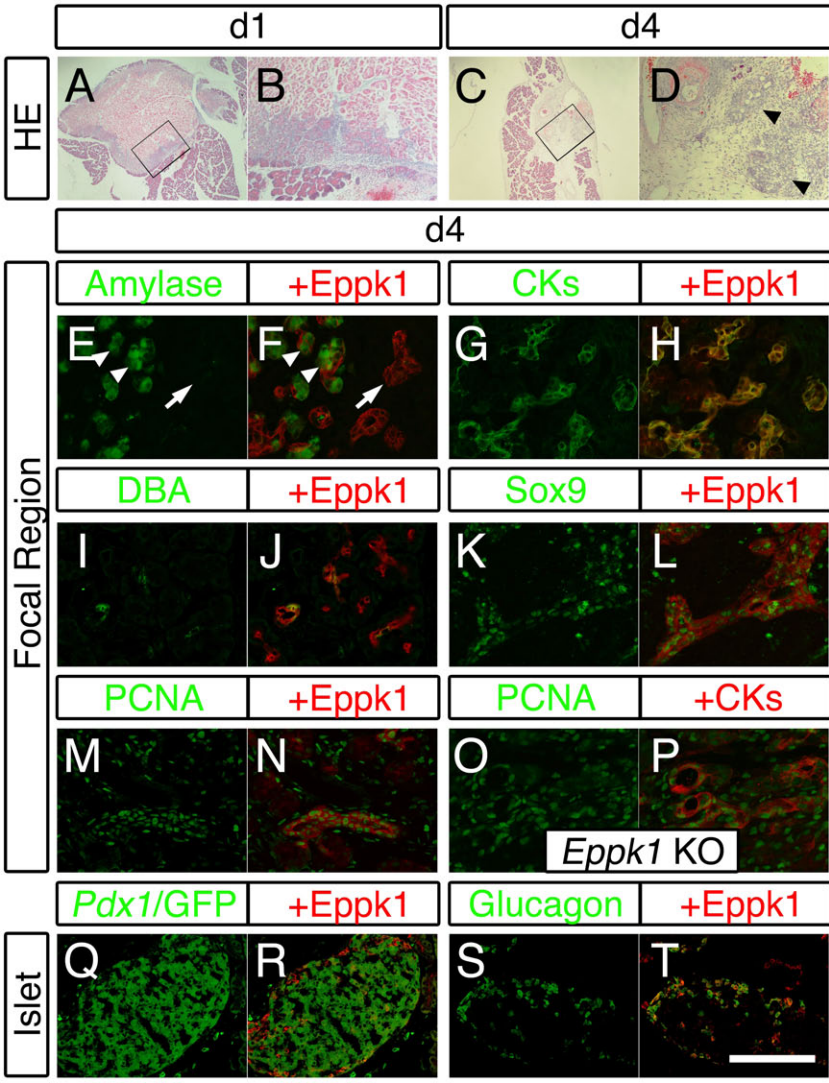 d1
d4
HE
A
B
C
D
d4
Focal Region
Amylase
+Eppk1
CKs
+Eppk1
E
F
G
H
DBA
+Eppk1
Sox9
+Eppk1
I
J
K
L
PCNA
+Eppk1
PCNA
+CKs
M
N
O
P
Eppk1 KO
Pdx1/GFP
+Eppk1
Glucagon
+Eppk1
Islet
Q
R
S
T